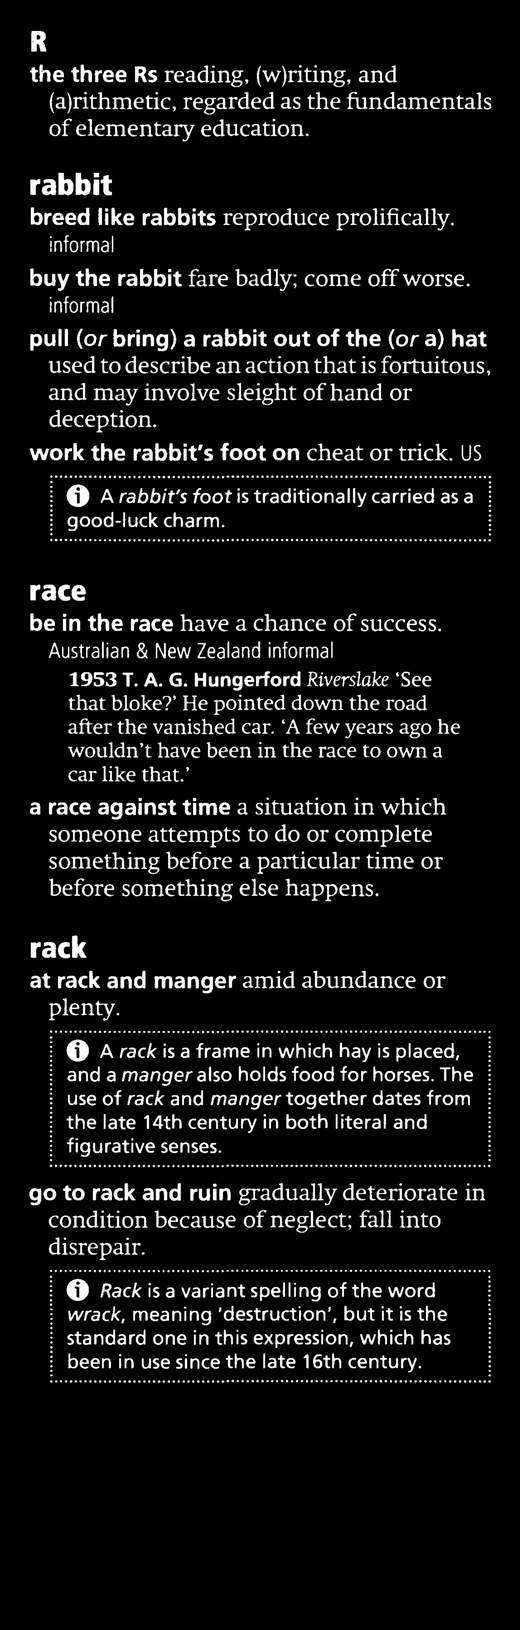 R
the three Rs reading, (w)riting, and
(a)rithmetic, regarded as the fundamentals
of elementary education.
rabbit
breed like rabbits reproduce prolifically.
informal
buy the rabbit fare badly; come off worse.
informal
pull (or bring) a rabbit out of the (or a) hat
used to describe an action that is fortuitous,
and may involve sleight of hand or
deception.
work the rabbit's foot on cheat or trick. US
i A rabbit's foot is traditionally carried as a
good-luck charm.
race
be in the race have a chance of success.
Australian & New Zealand informal
1953 T. A. G. Hungerford Riverslake ‘See
that bloke?’ He pointed down the road
after the vanished car. ‘A few years ago he
wouldn't have been in the race to own a
car like that.’
a race against time a situation in which
someone attempts to do or complete
something before a particular time or
before something else happens.
rack
at rack and manger amid abundance or
plenty.
i A rack is a frame in which hay is placed,
and a manger also holds food for horses. The
use of rack and manger together dates from
the late 14th century in both literal and
figurative senses.
go to rack and ruin gradually deteriorate in
condition because of neglect; fall into
disrepair.
i Rack is a variant spelling of the word
wrack, meaning 'destruction', but it is the
standard one in this expression, which has
been in use since the late 16th century.